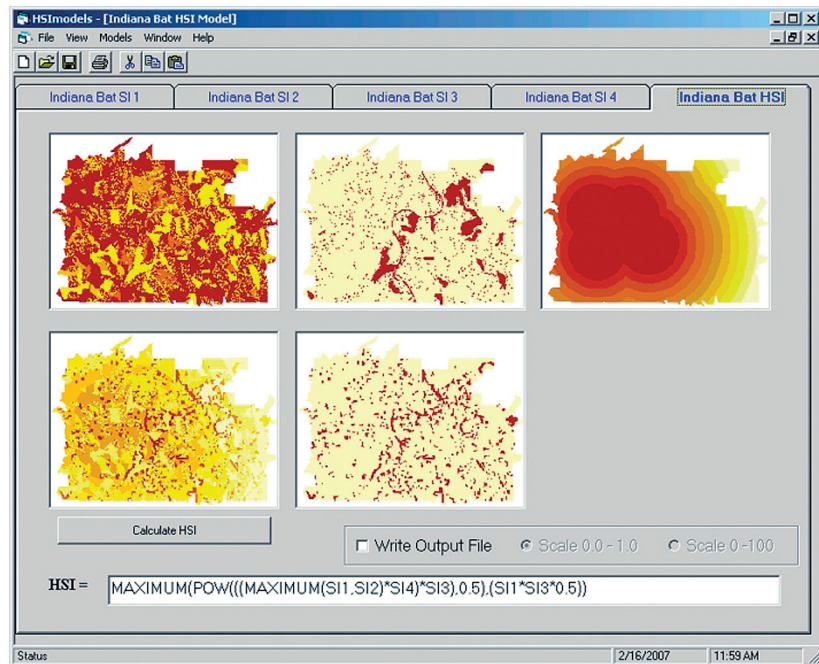 HSImodels - [Indiana Bat HSI Model]
File View Models Window Help
Indiana Bat SI 1 Indiana Bat SI 2 Indiana Bat SI 3 Indiana Bat SI 4 Indiana Bat HSI
Calculate HSI
Write Output File Scale 0.0 - 1.0 Scale 0 -100
HSI = MAXIMUM(POW(((MAXIMUM(SI1,SI2)*SI4)*SI3),0.5),(SI1*SI3*0.5))
Status 2/16/2007 11:59 AM